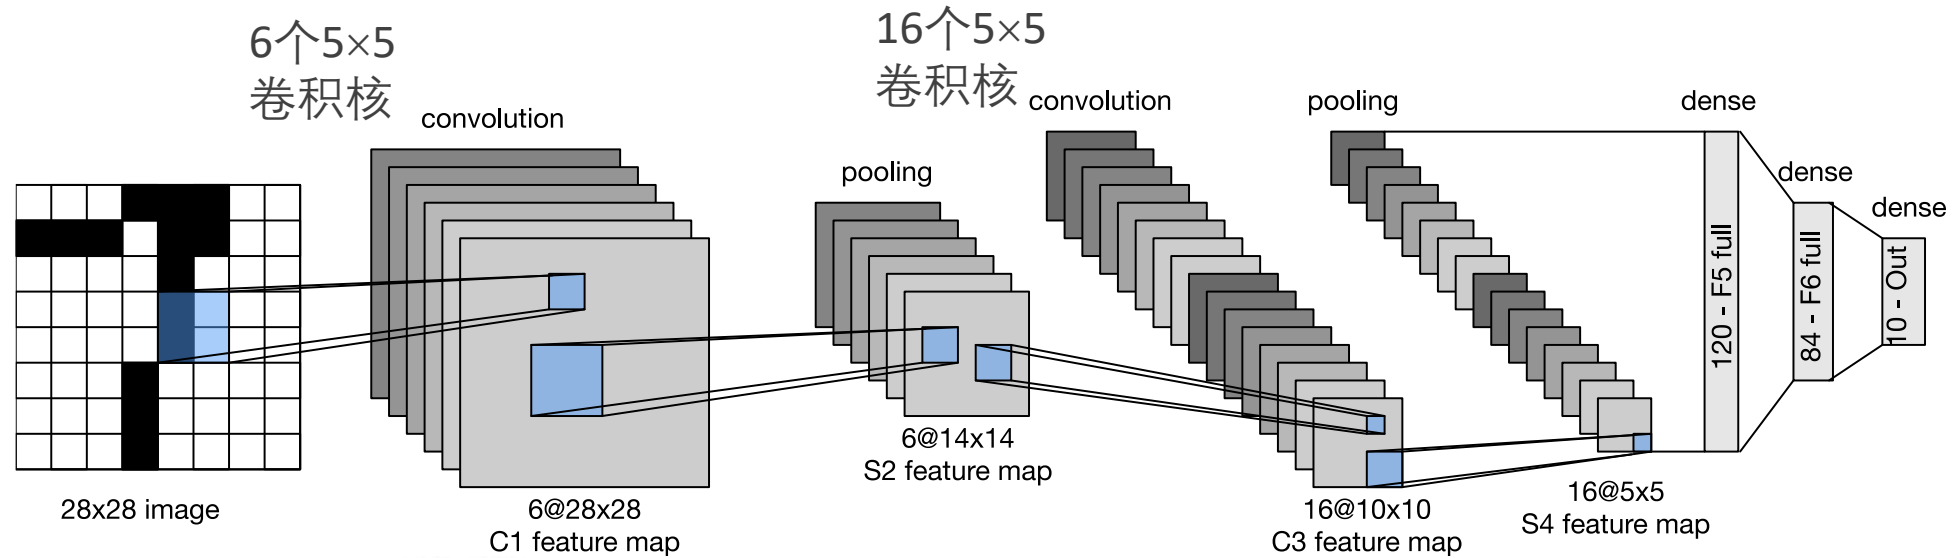 6个5×5
卷积核
convolution
28x28 image
6@28x28
C1 feature map
pooling
6@14x14
S2 feature map
16个5×5
卷积核
convolution
16@10x10
C3 feature map
pooling
16@5x5
S4 feature map
dense
120 - F5 full
dense
84 - F6 full
dense
10 - Out